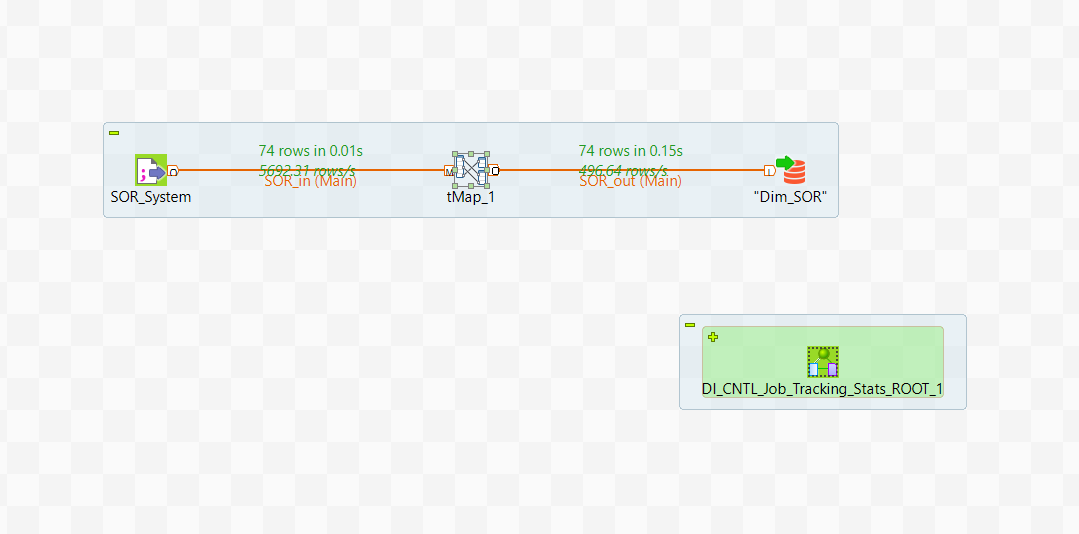 74 rows in 0.01s
5692.31 rows/s
SOR_in (Main)
74 rows in 0.15s
496.64 rows/s
SOR_out (Main)
SOR_System
tMap_1
"Dim_SOR"
DI_CNTL_Job_Tracking_Stats_ROOT_1